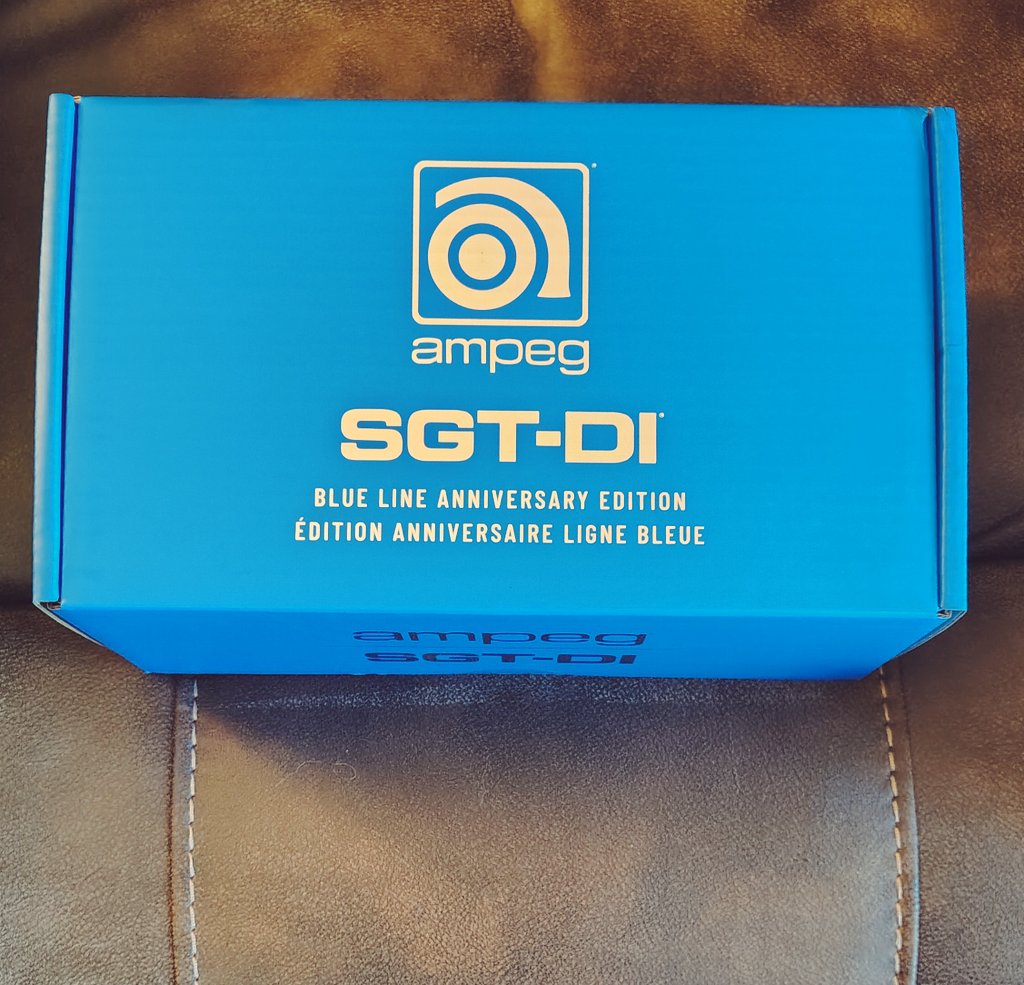 ampeg
SGT-DI
BLUE LINE ANNIVERSARY EDITION
ÉDITION ANNIVERSAIRE LIGNE BLEUE
ampeg
SGT-DI